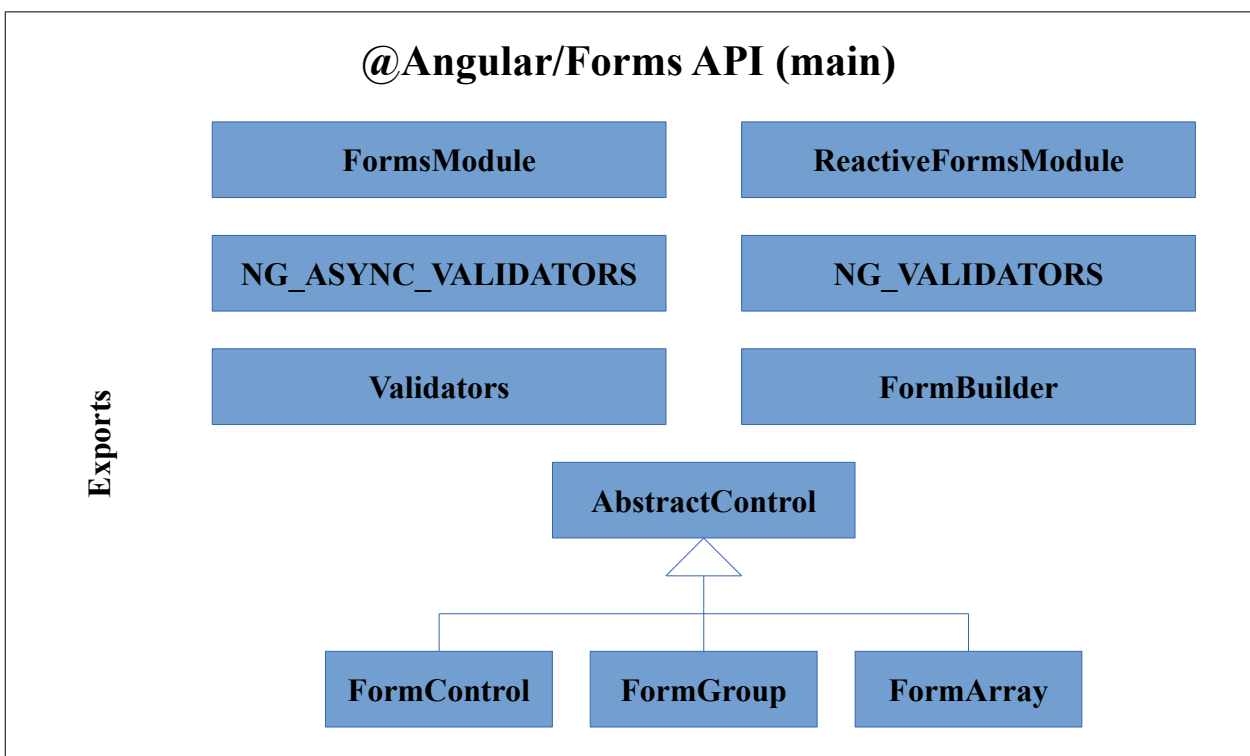 @Angular/Forms API (main)
FormsModule
ReactiveFormsModule
NG_ASYNC_VALIDATORS
NG_VALIDATORS
Validators
FormBuilder
Exports
AbstractControl
FormControl
FormGroup
FormArray